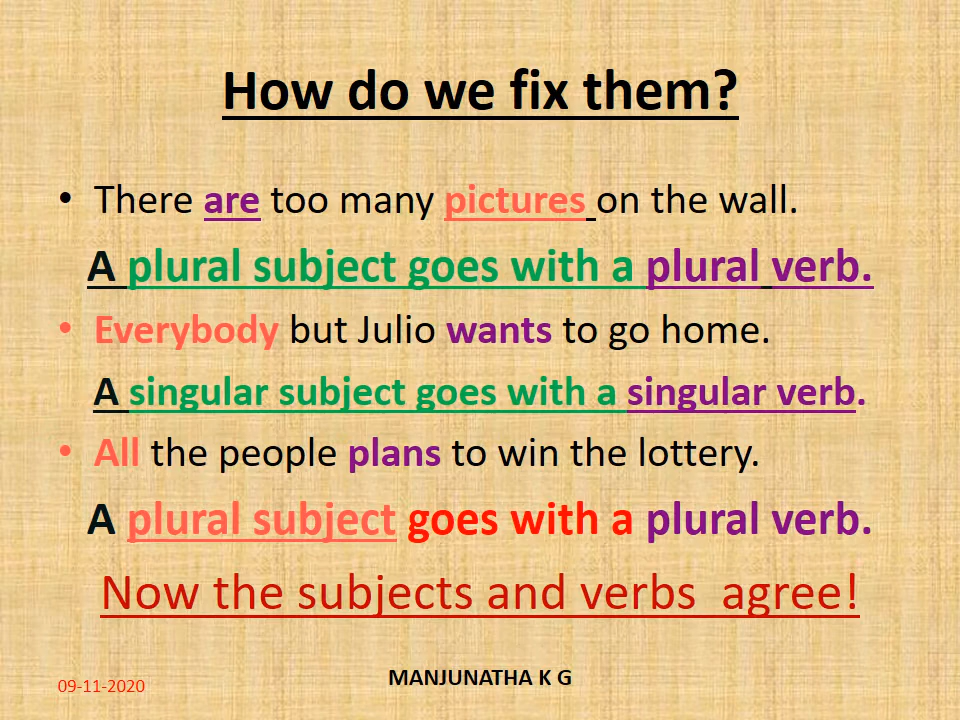 How do we fix them?
• There are too many pictures on the wall.
A plural subject goes with a plural verb.
• Everybody but Julio wants to go home.
A singular subject goes with a singular verb.
• All the people plans to win the lottery.
A plural subject goes with a plural verb.
Now the subjects and verbs  agree!
09-11-2020
MANJUNATHA K G